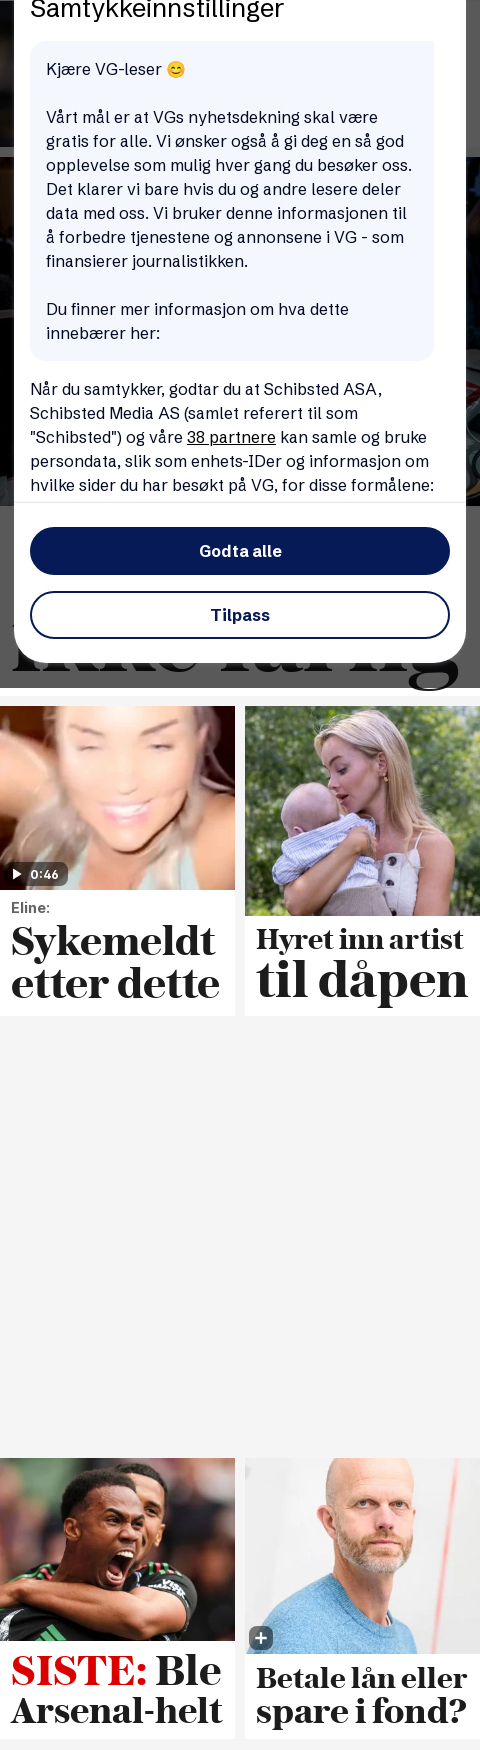 Samtykkeinnstillinger
Kjære VG-leser 😊
Vårt mål er at VGs nyhetsdekning skal være
gratis for alle. Vi ønsker også å gi deg en så god
opplevelse som mulig hver gang du besøker oss.
Det klarer vi bare hvis du og andre lesere deler
data med oss. Vi bruker denne informasjonen til
å forbedre tjenestene og annonsene i VG - som
finansierer journalistikken.
Du finner mer informasjon om hva dette
innebærer her:
Når du samtykker, godtar du at Schibsted ASA,
Schibsted Media AS (samlet referert til som
"Schibsted") og våre 38 partnere kan samle og bruke
persondata, slik som enhets-IDer og informasjon om
hvilke sider du har besøkt på VG, for disse formålene:
Godta alle
Tilpass
0:46
Eline:
Sykemeldt
etter dette
Hyret inn artist
til dåpen
SISTE: Ble
Arsenal-helt
Betale lån eller
spare i fond?